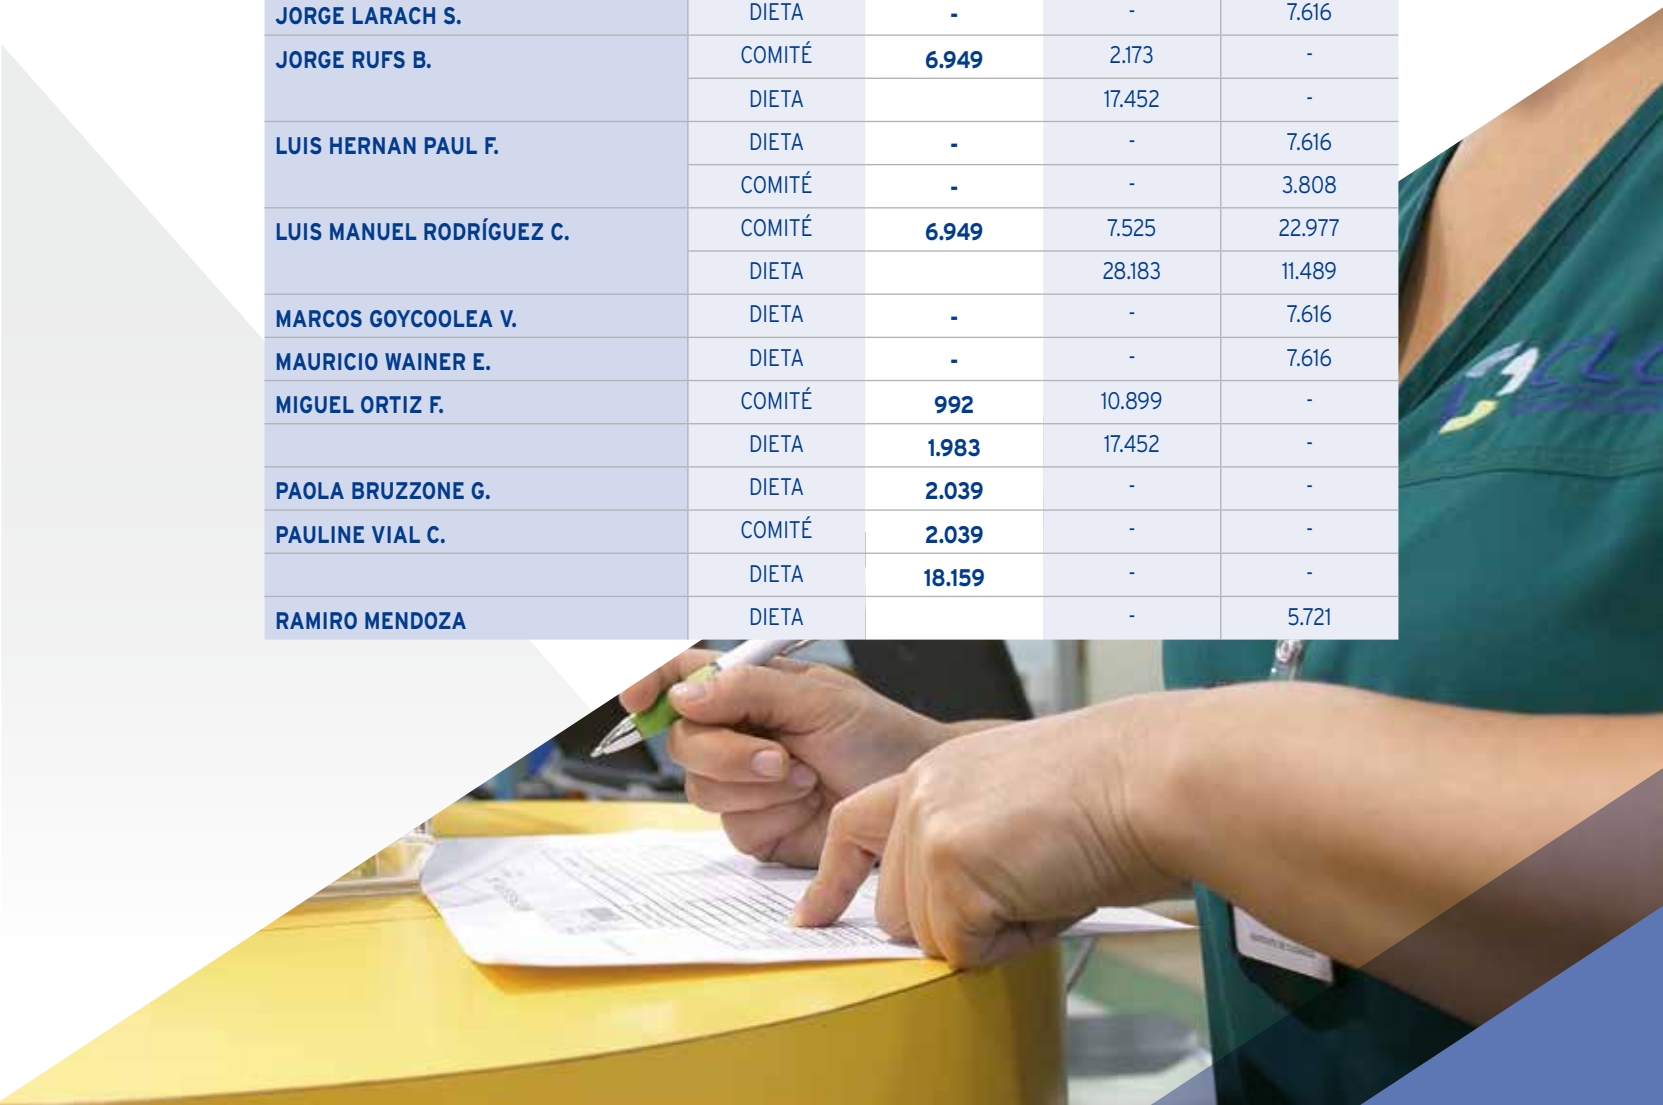 JORGE LARACH S. DIETA - - 7.616
JORGE RUFS B. COMITÉ 6.949 2.173 -
DIETA 17.452 -
LUIS HERNAN PAUL F. DIETA - - 7.616
COMITÉ - - 3.808
LUIS MANUEL RODRÍGUEZ C. COMITÉ 6.949 7.525 22.977
DIETA 28.183 11.489
MARCOS GOYCOOLEA V. DIETA - - 7.616
MAURICIO WAINER E. DIETA - - 7.616
MIGUEL ORTIZ F. COMITÉ 992 10.899 -
DIETA 1.983 17.452 -
PAOLA BRUZZONE G. DIETA 2.039 - -
PAULINE VIAL C. COMITÉ 2.039 - -
DIETA 18.159 - -
RAMIRO MENDOZA DIETA - 5.721